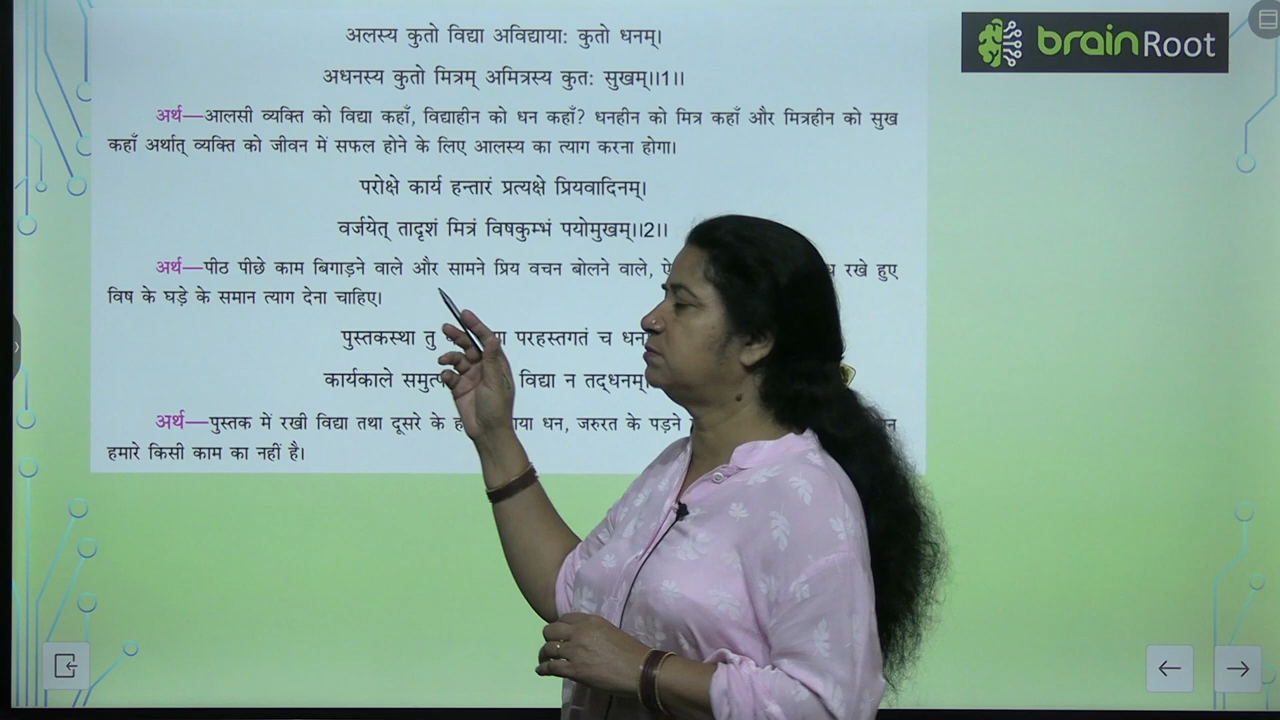 अलस्य कुतो विद्या अविद्यायाः कुतो धनम्।
brainRoot
अधनस्य कुतो मित्रम् अमित्रस्य कुतः सुखम्।।1।।
अर्थ—आलसी व्यक्ति को विद्या कहाँ, विद्याहीन को धन कहाँ? धनहीन को मित्र कहाँ और मित्रहीन को सुख
कहाँ अर्थात् व्यक्ति को जीवन में सफल होने के लिए आलस्य का त्याग करना होगा।
परोक्षे कार्य हन्तारं प्रत्यक्षे प्रियवादिनम्।
वर्जयेत् तादृशं मित्रं विषकुम्भं पयोमुखम्।।2।।
अर्थ—पीठ पीछे काम बिगाड़ने वाले और सामने प्रिय वचन बोलने वाले, रखे हुए
विष के घड़े के समान त्याग देना चाहिए।
पुस्तकस्था तु परहस्तगतं च
कार्यकाले विद्या न तद्धनम्
अर्थ—पुस्तक में रखी विद्या तथा दूसरे के धन, जरुरत के पड़ने
हमारे किसी काम का नहीं है।